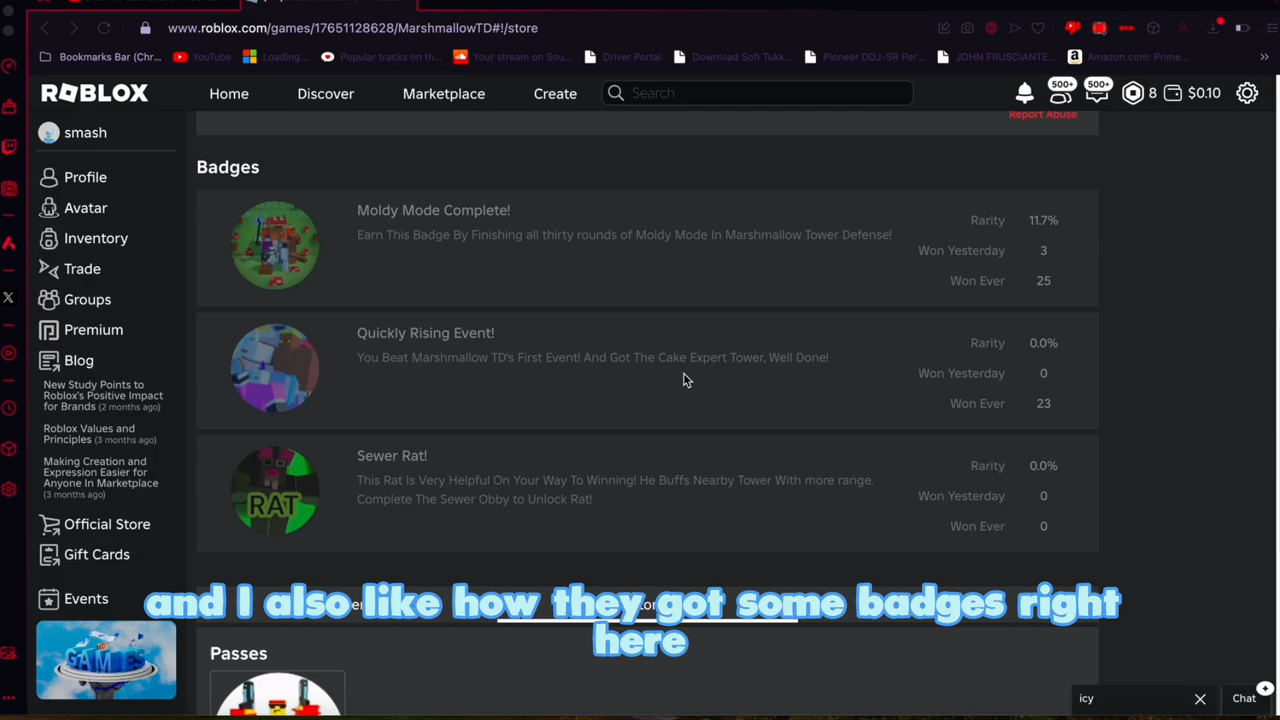 www.roblox.com/games/17651128628/MarshmallowTD#!/store
Bookmarks Bar (Chr...
YouTube
Loading...
Popular tracks on th...
Your stream on Sou...
Driver Portal
Download Sofi Tukk...
Pioneer DDJ-SR Per...
JOHN FRUSCIANTE...
Amazon.com: Prime...
ROBLOX
Home
Discover
Marketplace
Create
Search
500+
500+
8
$0.10
smash
Report Abuse
Profile
Avatar
Inventory
Trade
Groups
Premium
Blog
New Study Points to
Roblox's Positive Impact
for Brands (2 months ago)
Roblox Values and
Principles (3 months ago)
Making Creation and
Expression Easier for
Anyone In Marketplace
(3 months ago)
Official Store
Gift Cards
Events
THE GAMES
Badges
Moldy Mode Complete!
Earn This Badge By Finishing all thirty rounds of Moldy Mode In Marshmallow Tower Defense!
Rarity 11.7%
Won Yesterday 3
Won Ever 25
Quickly Rising Event!
You Beat Marshmallow TD's First Event! And Got The Cake Expert Tower, Well Done!
Rarity 0.0%
Won Yesterday 0
Won Ever 23
RAT
Sewer Rat!
This Rat Is Very Helpful On Your Way To Winning! He Buffs Nearby Tower With more range.
Complete The Sewer Obby to Unlock Rat!
Rarity 0.0%
Won Yesterday 0
Won Ever 0
and I also like how they got some badges right
here
Passes
icy
Chat